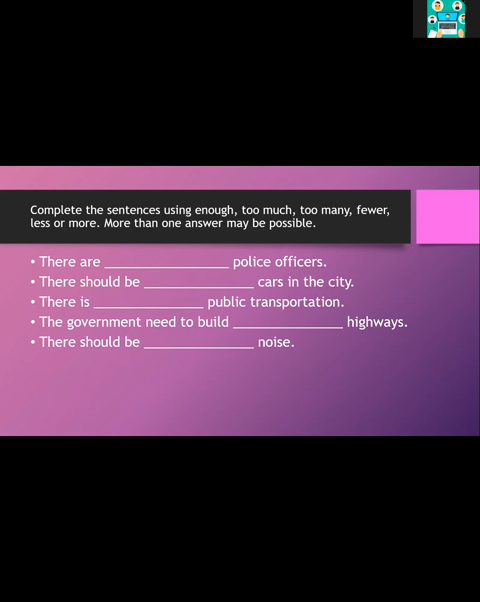 Complete the sentences using enough, too much, too many, fewer,
less or more. More than one answer may be possible.
• There are _________________ police officers.
• There should be _______________ cars in the city.
• There is _______________ public transportation.
• The government need to build _______________ highways.
• There should be _______________ noise.